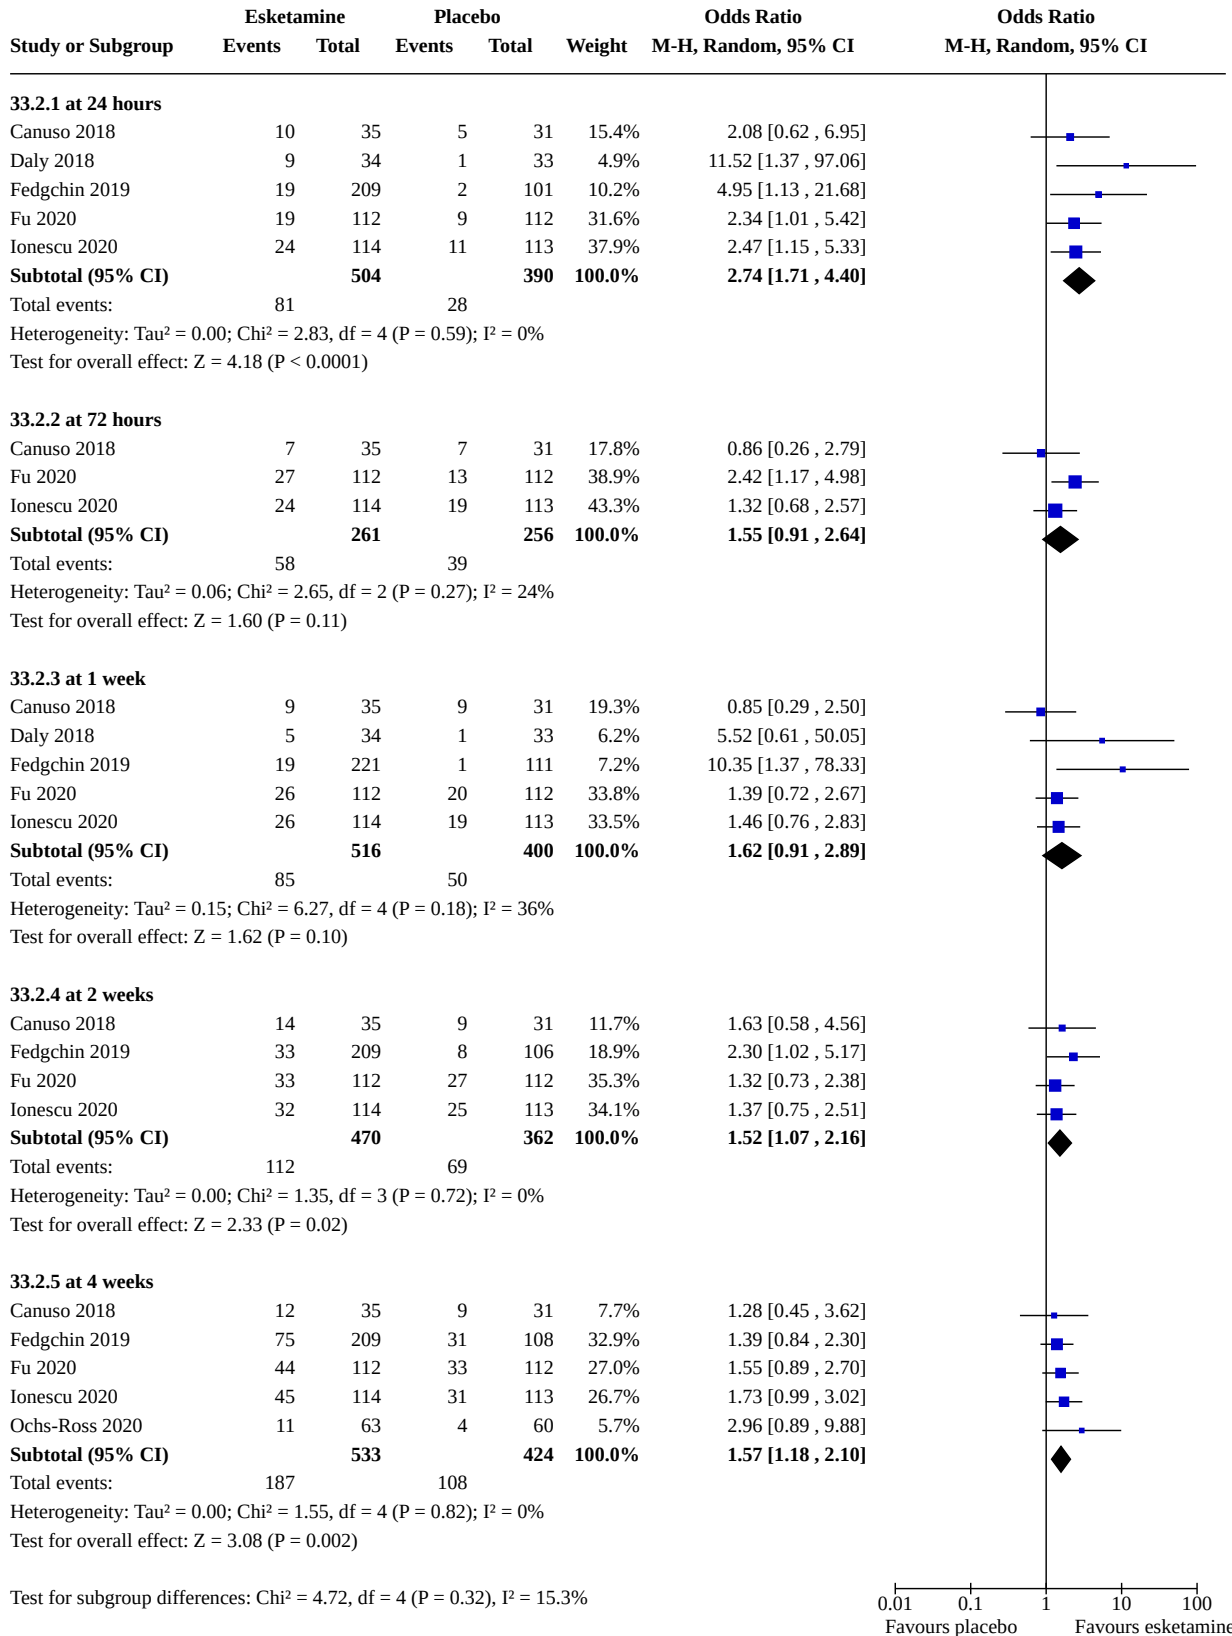 Esketamine Placebo Odds Ratio Odds Ratio
Study or Subgroup Events Total Events Total Weight M-H, Random, 95% CI M-H, Random, 95% CI
33.2.1 at 24 hours
Canuso 2018 10 35 5 31 15.4% 2.08 [0.62 , 6.95]
Daly 2018 9 34 1 33 4.9% 11.52 [1.37 , 97.06]
Fedgchin 2019 19 209 2 101 10.2% 4.95 [1.13 , 21.68]
Fu 2020 19 112 9 112 31.6% 2.34 [1.01 , 5.42]
Ionescu 2020 24 114 11 113 37.9% 2.47 [1.15 , 5.33]
Subtotal (95% CI) 504 390 100.0% 2.74 [1.71 , 4.40]
Total events: 81 28
Heterogeneity: Tau² = 0.00; Chi² = 2.83, df = 4 (P = 0.59); I² = 0%
Test for overall effect: Z = 4.18 (P < 0.0001)
33.2.2 at 72 hours
Canuso 2018 7 35 7 31 17.8% 0.86 [0.26 , 2.79]
Fu 2020 27 112 13 112 38.9% 2.42 [1.17 , 4.98]
Ionescu 2020 24 114 19 113 43.3% 1.32 [0.68 , 2.57]
Subtotal (95% CI) 261 256 100.0% 1.55 [0.91 , 2.64]
Total events: 58 39
Heterogeneity: Tau² = 0.06; Chi² = 2.65, df = 2 (P = 0.27); I² = 24%
Test for overall effect: Z = 1.60 (P = 0.11)
33.2.3 at 1 week
Canuso 2018 9 35 9 31 19.3% 0.85 [0.29 , 2.50]
Daly 2018 5 34 1 33 6.2% 5.52 [0.61 , 50.05]
Fedgchin 2019 19 221 1 111 7.2% 10.35 [1.37 , 78.33]
Fu 2020 26 112 20 112 33.8% 1.39 [0.72 , 2.67]
Ionescu 2020 26 114 19 113 33.5% 1.46 [0.76 , 2.83]
Subtotal (95% CI) 516 400 100.0% 1.62 [0.91 , 2.89]
Total events: 85 50
Heterogeneity: Tau² = 0.15; Chi² = 6.27, df = 4 (P = 0.18); I² = 36%
Test for overall effect: Z = 1.62 (P = 0.10)
33.2.4 at 2 weeks
Canuso 2018 14 35 9 31 11.7% 1.63 [0.58 , 4.56]
Fedgchin 2019 33 209 8 106 18.9% 2.30 [1.02 , 5.17]
Fu 2020 33 112 27 112 35.3% 1.32 [0.73 , 2.38]
Ionescu 2020 32 114 25 113 34.1% 1.37 [0.75 , 2.51]
Subtotal (95% CI) 470 362 100.0% 1.52 [1.07 , 2.16]
Total events: 112 69
Heterogeneity: Tau² = 0.00; Chi² = 1.35, df = 3 (P = 0.72); I² = 0%
Test for overall effect: Z = 2.33 (P = 0.02)
33.2.5 at 4 weeks
Canuso 2018 12 35 9 31 7.7% 1.28 [0.45 , 3.62]
Fedgchin 2019 75 209 31 108 32.9% 1.39 [0.84 , 2.30]
Fu 2020 44 112 33 112 27.0% 1.55 [0.89 , 2.70]
Ionescu 2020 45 114 31 113 26.7% 1.73 [0.99 , 3.02]
Ochs-Ross 2020 11 63 4 60 5.7% 2.96 [0.89 , 9.88]
Subtotal (95% CI) 533 424 100.0% 1.57 [1.18 , 2.10]
Total events: 187 108
Heterogeneity: Tau² = 0.00; Chi² = 1.55, df = 4 (P = 0.82); I² = 0%
Test for overall effect: Z = 3.08 (P = 0.002)
Test for subgroup differences: Chi² = 4.72, df = 4 (P = 0.32), I² = 15.3%
0.01 0.1 1 10 100
Favours placebo Favours esketamine